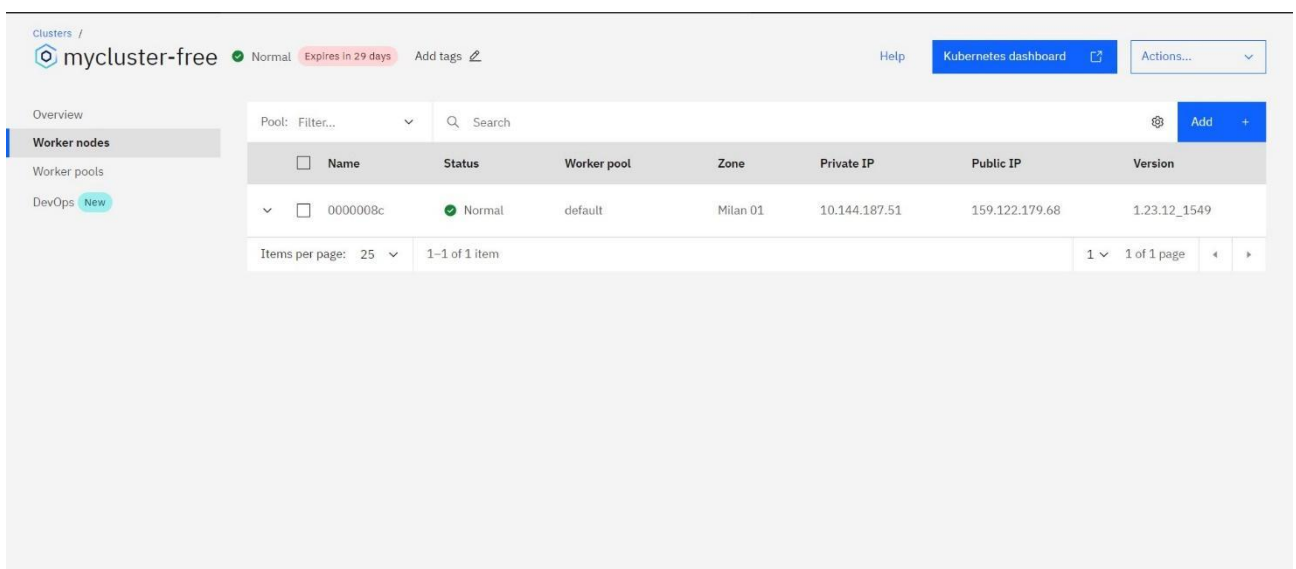 Clusters /
mycluster-free Normal Expires in 29 days Add tags Help Kubernetes dashboard Actions...
Overview
Worker nodes
Worker pools
DevOps New
Pool: Filter... Search Add +
Name Status Worker pool Zone Private IP Public IP Version
0000008c Normal default Milan 01 10.144.187.51 159.122.179.68 1.23.12_1549
Items per page: 25 1–1 of 1 item 1 1 of 1 page